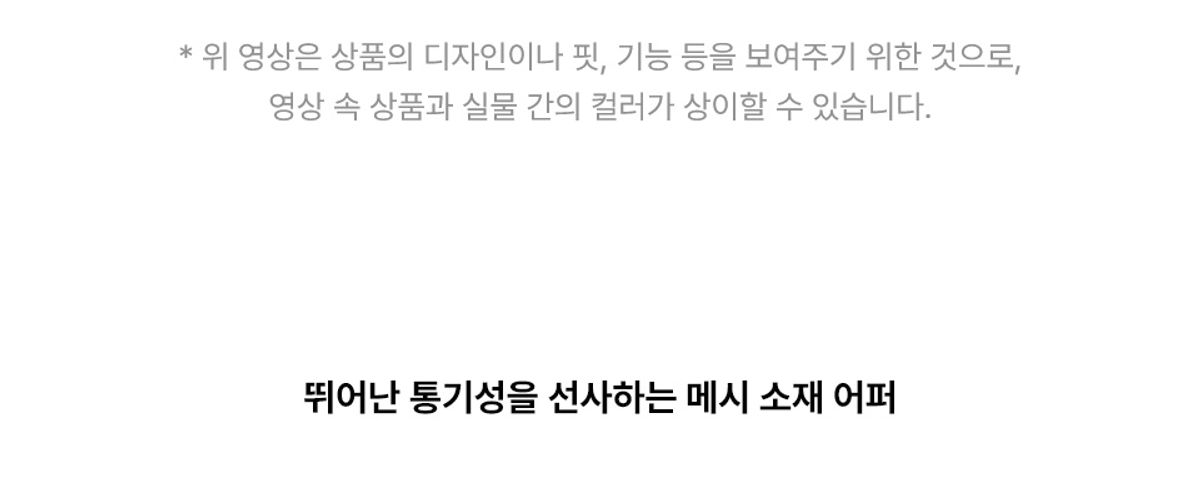 * 위 영상은 상품의 디자인이나 핏, 기능 등을 보여주기 위한 것으로,
영상 속 상품과 실물 간의 컬러가 상이할 수 있습니다.
뛰어난 통기성을 선사하는 메시 소재 어퍼